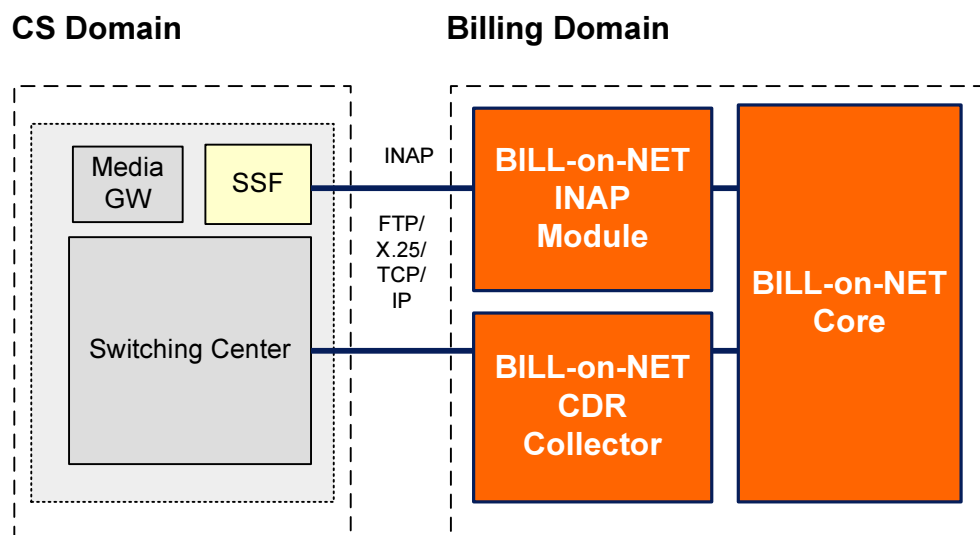 CS Domain
Billing Domain
Media
GW
SSF
INAP
FTP/
X.25/
TCP/
IP
Switching Center
BILL-on-NET
INAP
Module
BILL-on-NET
CDR
Collector
BILL-on-NET
Core